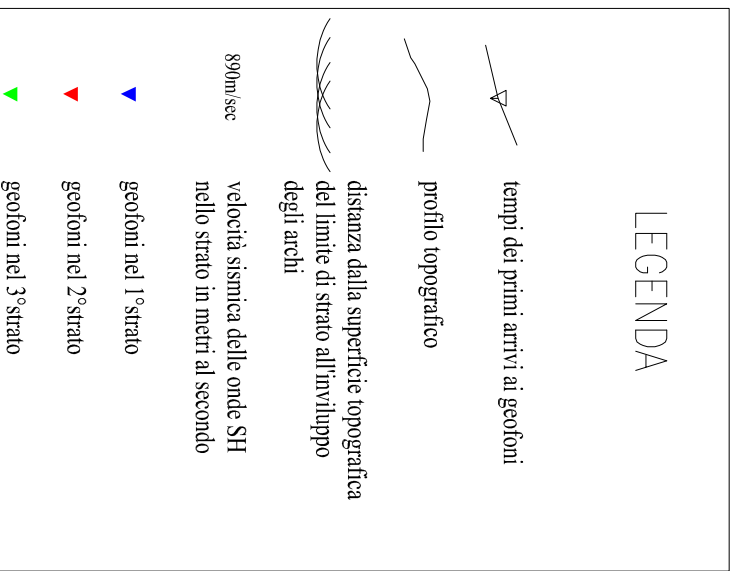 LEGENDA
tempi dei primi arrivi ai geofoni
profilo topografico
distanza dalla superficie topografica
del limite di strato all'inviluppo
degli archi
890m/sec
velocità sismica delle onde SH
nello strato in metri al secondo
geofoni nel 1°strato
geofoni nel 2°strato
geofoni nel 3°strato